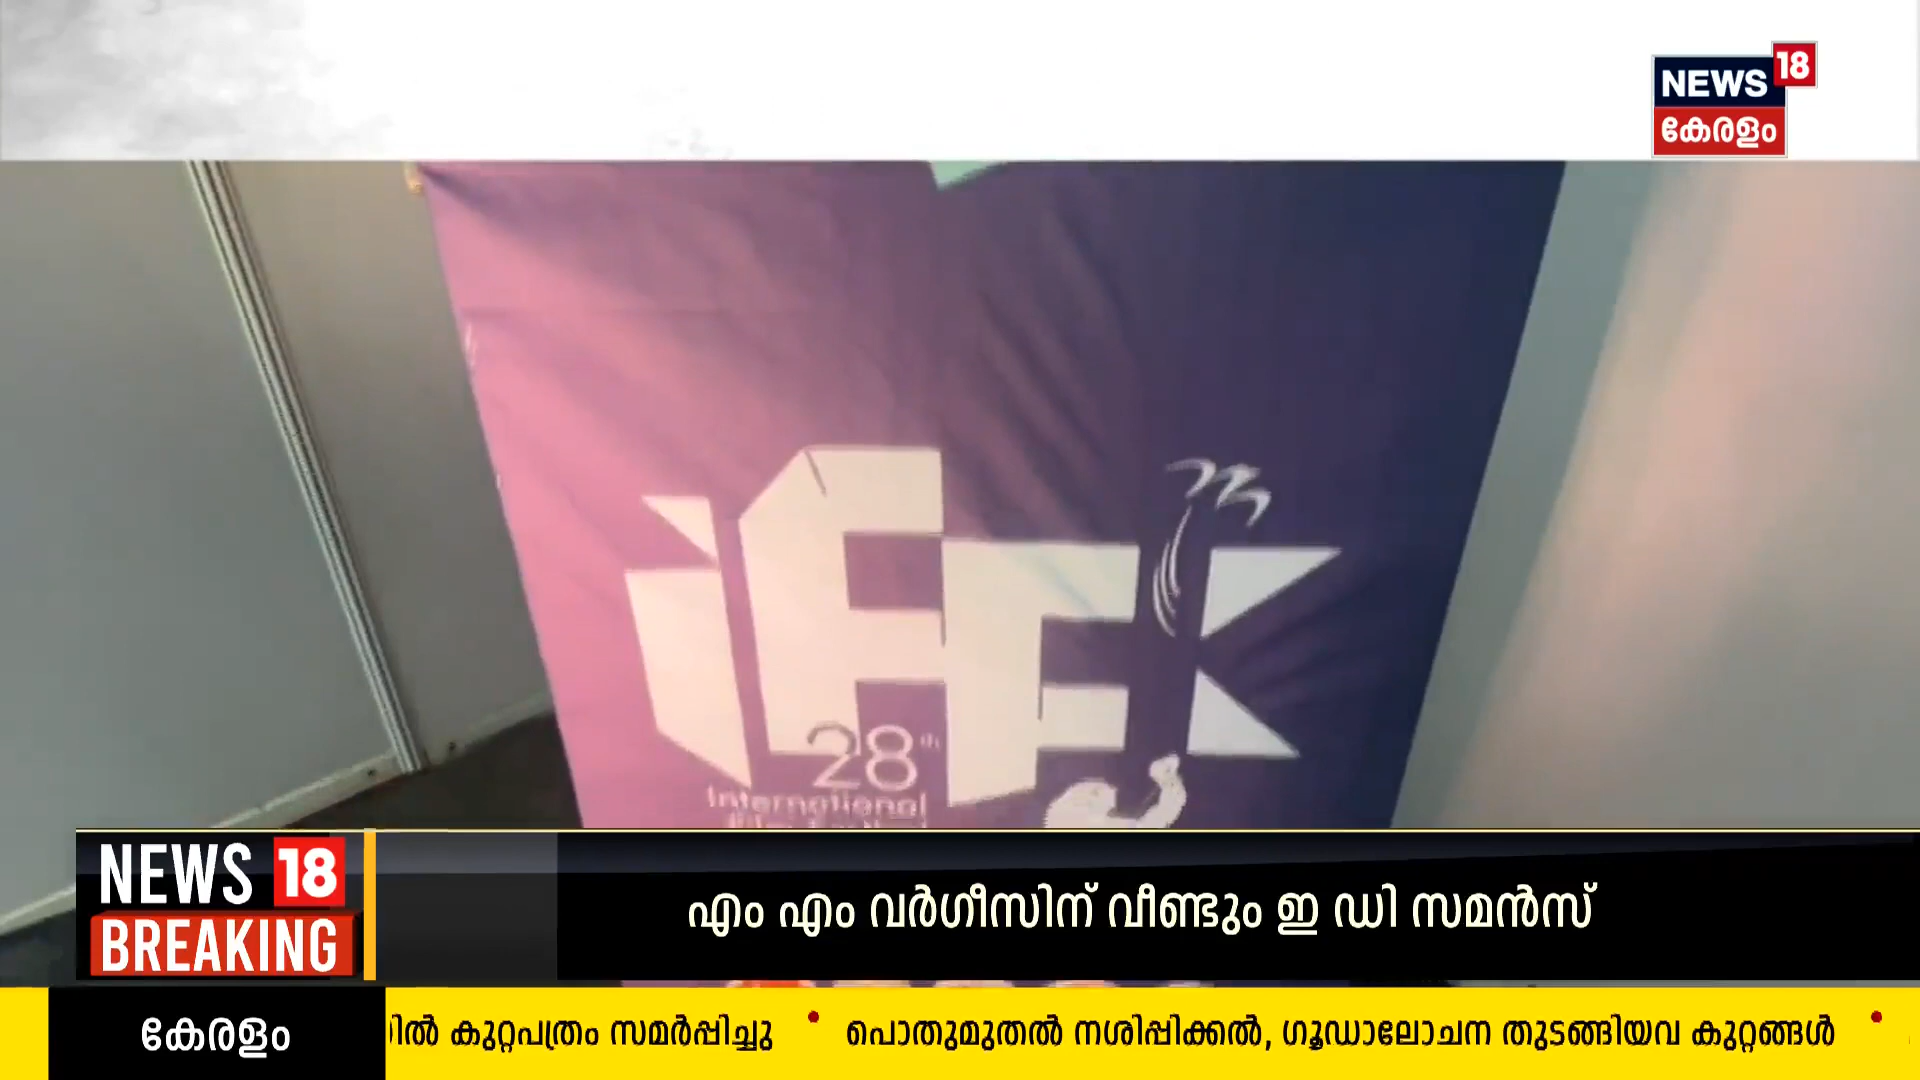 NEWS 18
കേരളം
28th
International
NEWS 18
BREAKING
എം എം വർഗീസിന് വീണ്ടും ഇ ഡി സമൻസ്
കേരളം
കുറ്റപത്രം സമർപ്പിച്ചു • പൊതുമുതൽ നശിപ്പിക്കൽ, ഗൂഡാലോചന തുടങ്ങിയവ കുറ്റങ്ങൾ •